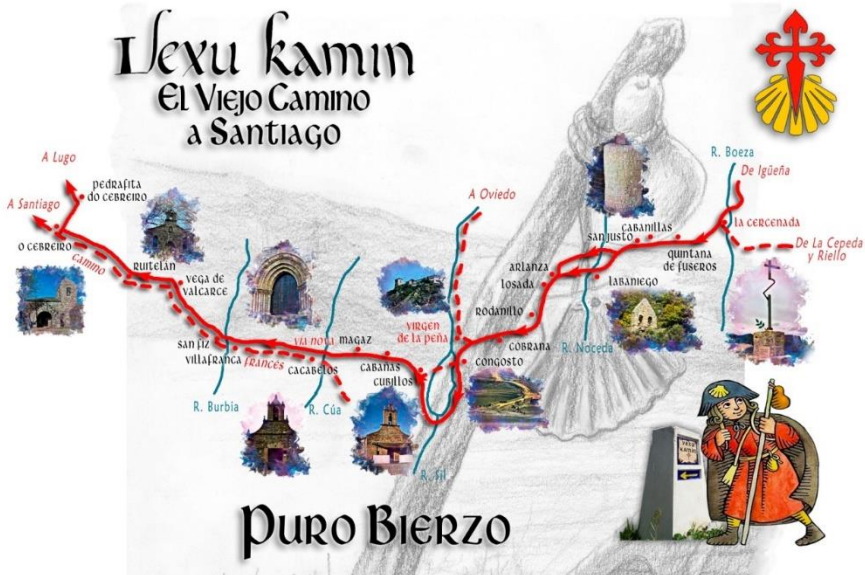 Llexu kamin
El Viejo Camino
a Santiago
A Lugo
pedrafita
do cebreiro
A Santiago
o cebreiro
camino
ruitelán
vega de
valcarce
san fiz
villafranca
francés
vía nova
magaz
cacabelos
cabañas
cubillos
R. Burbia
R. Cúa
R. Sil
A Oviedo
virgen
de la peña
congosto
cobrana
rodanillo
losada
arlanza
san justo
cabanillas
labaniego
R. Noceda
quintana
de fuseros
R. Boeza
De Igüeña
la cercenada
De La Cepeda
y Riello
Puro Bierzo